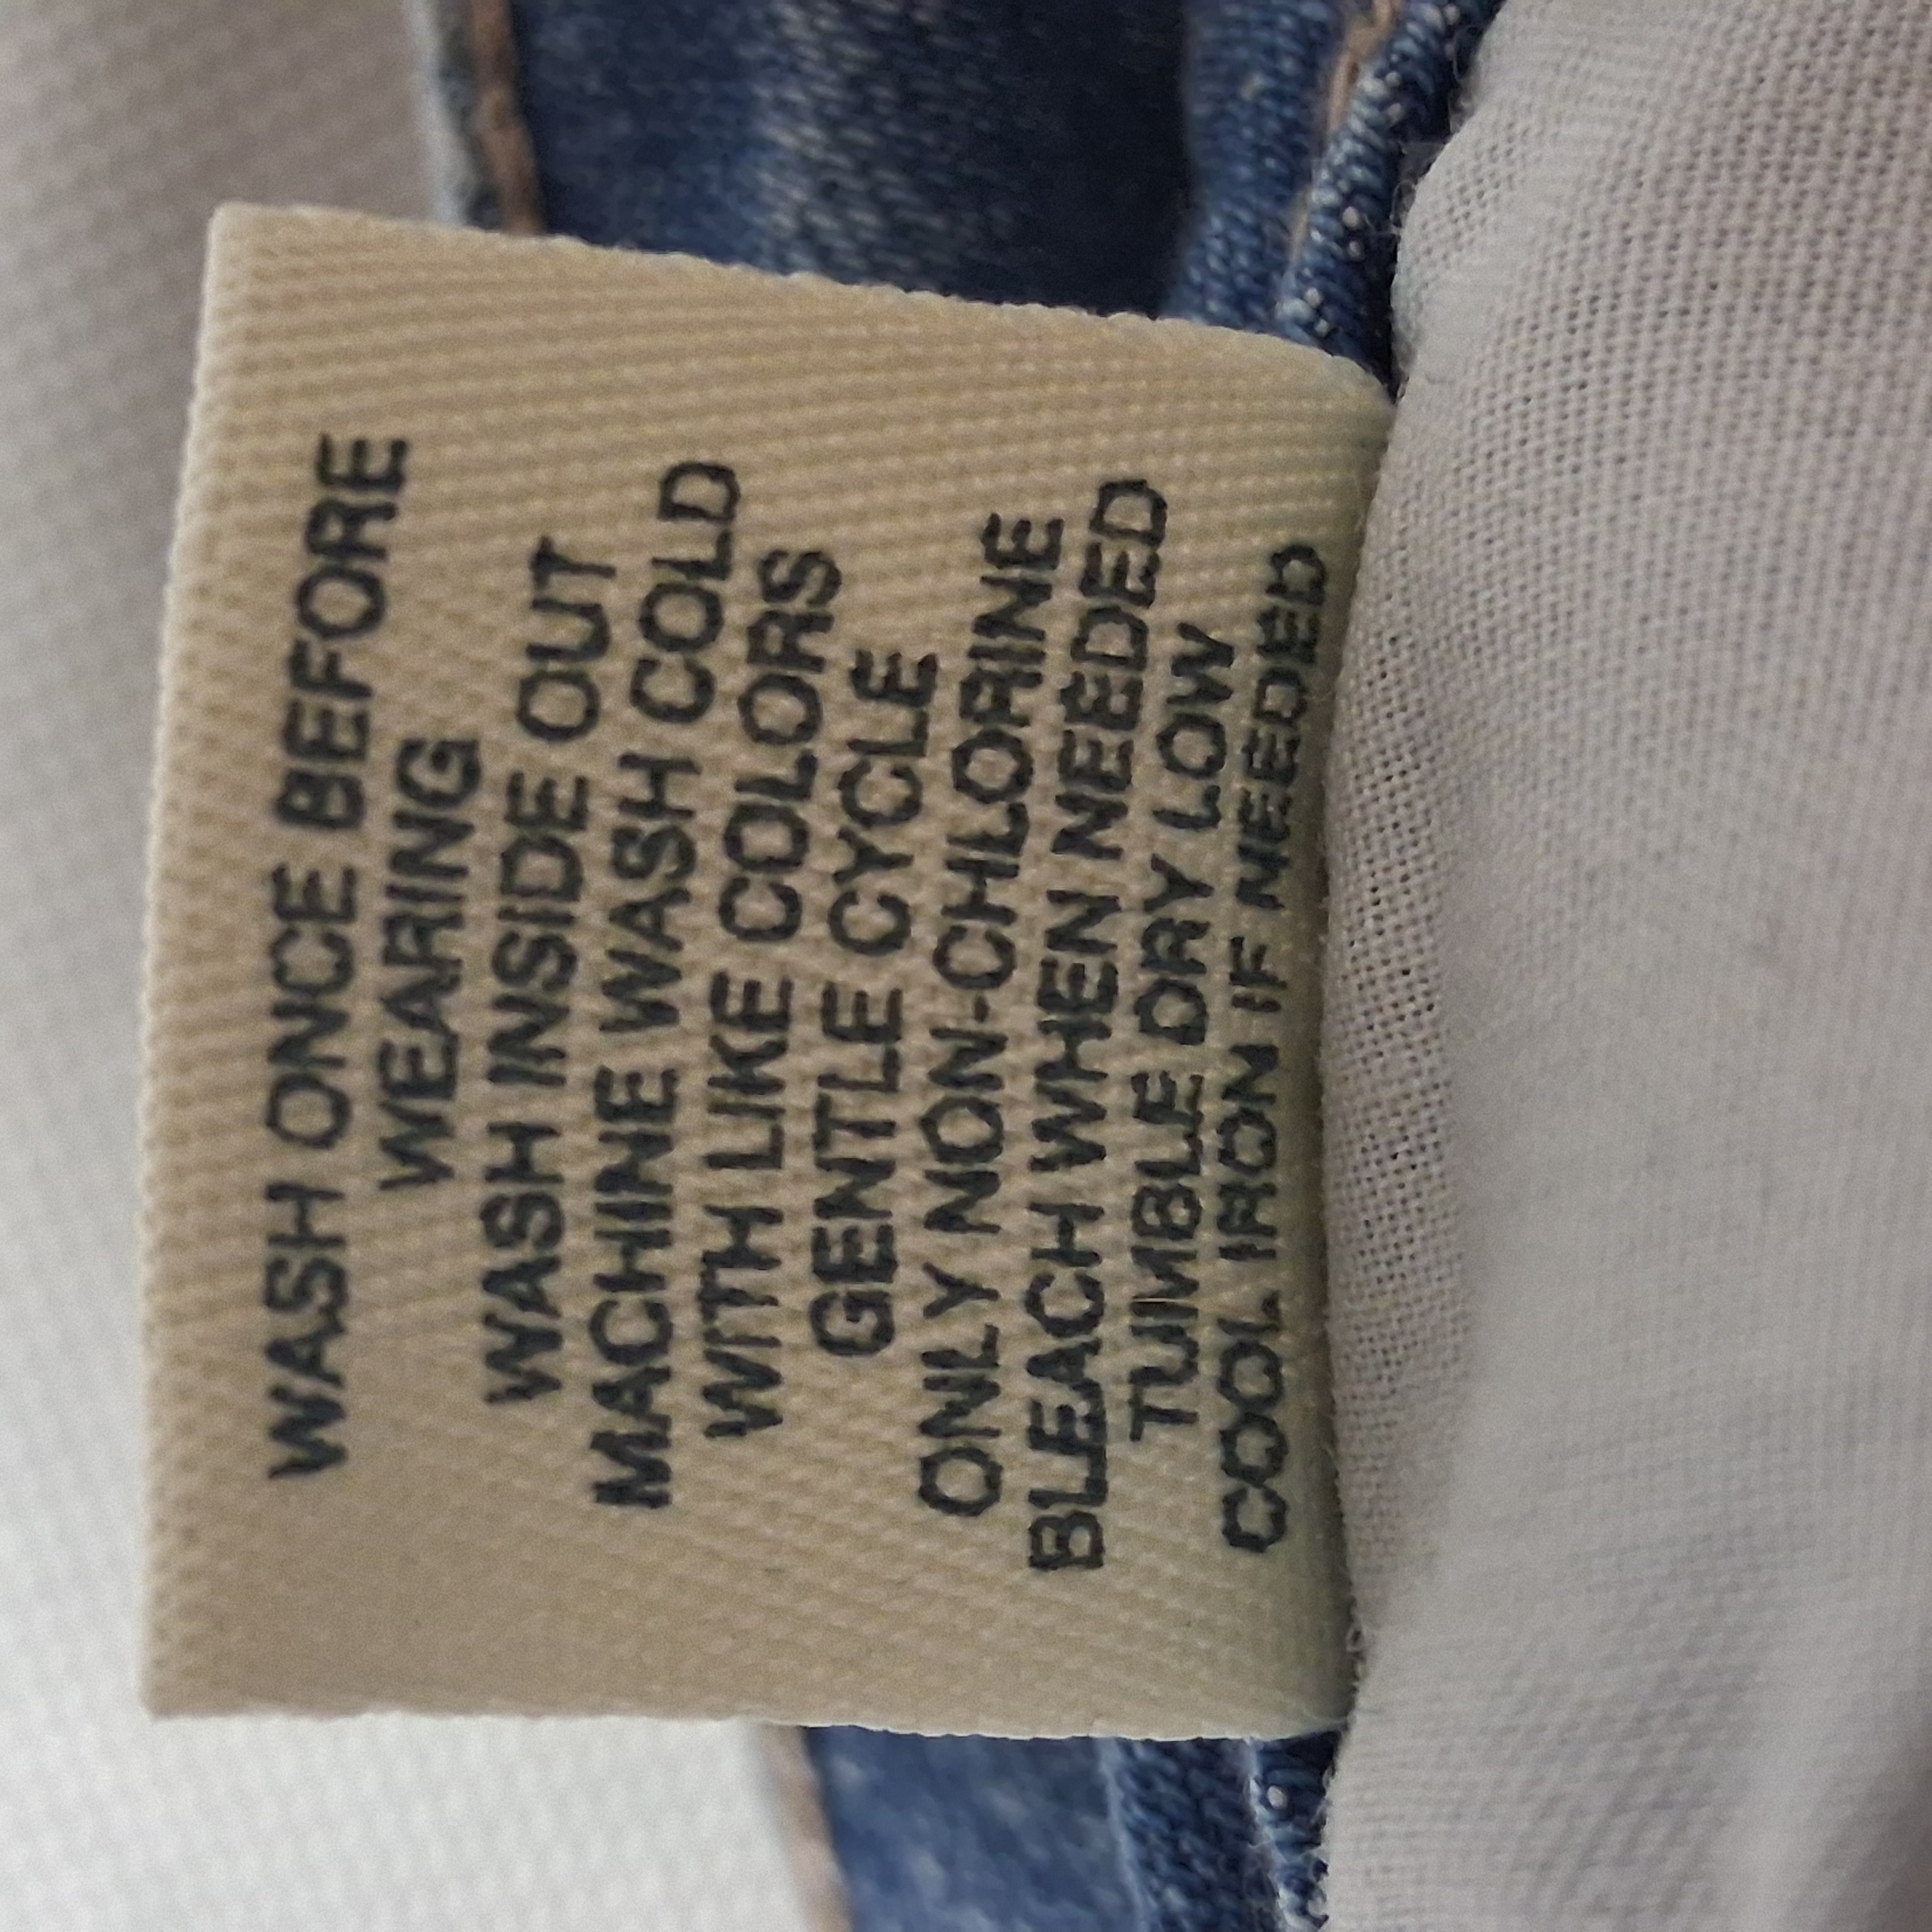 WASH ONCE BEFORE
WEARING
WASH INSIDE OUT
MACHINE WASH COLD
WITH LIKE COLORS
GENTLE CYCLE
ONLY NON-CHLORINE
BLEACH WHEN NEEDED
TUMBLE DRY LOW
COOL IRON IF NEEDED